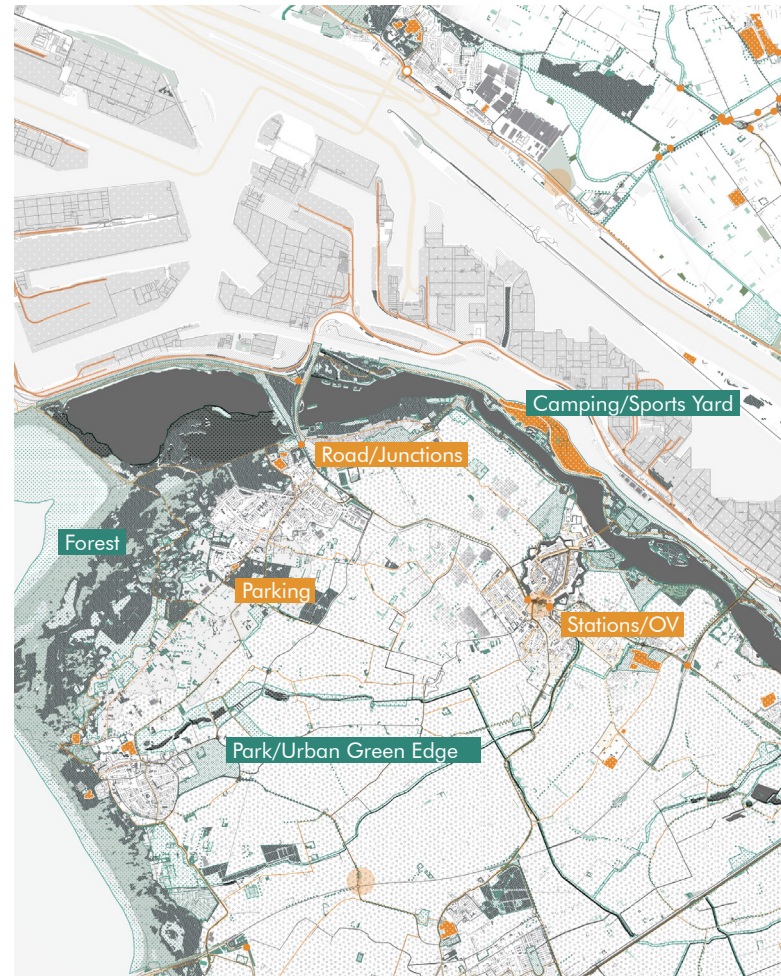 Camping/Sports Yard
Road/Junctions
Forest
Parking
Stations/OV
Park/Urban Green Edge